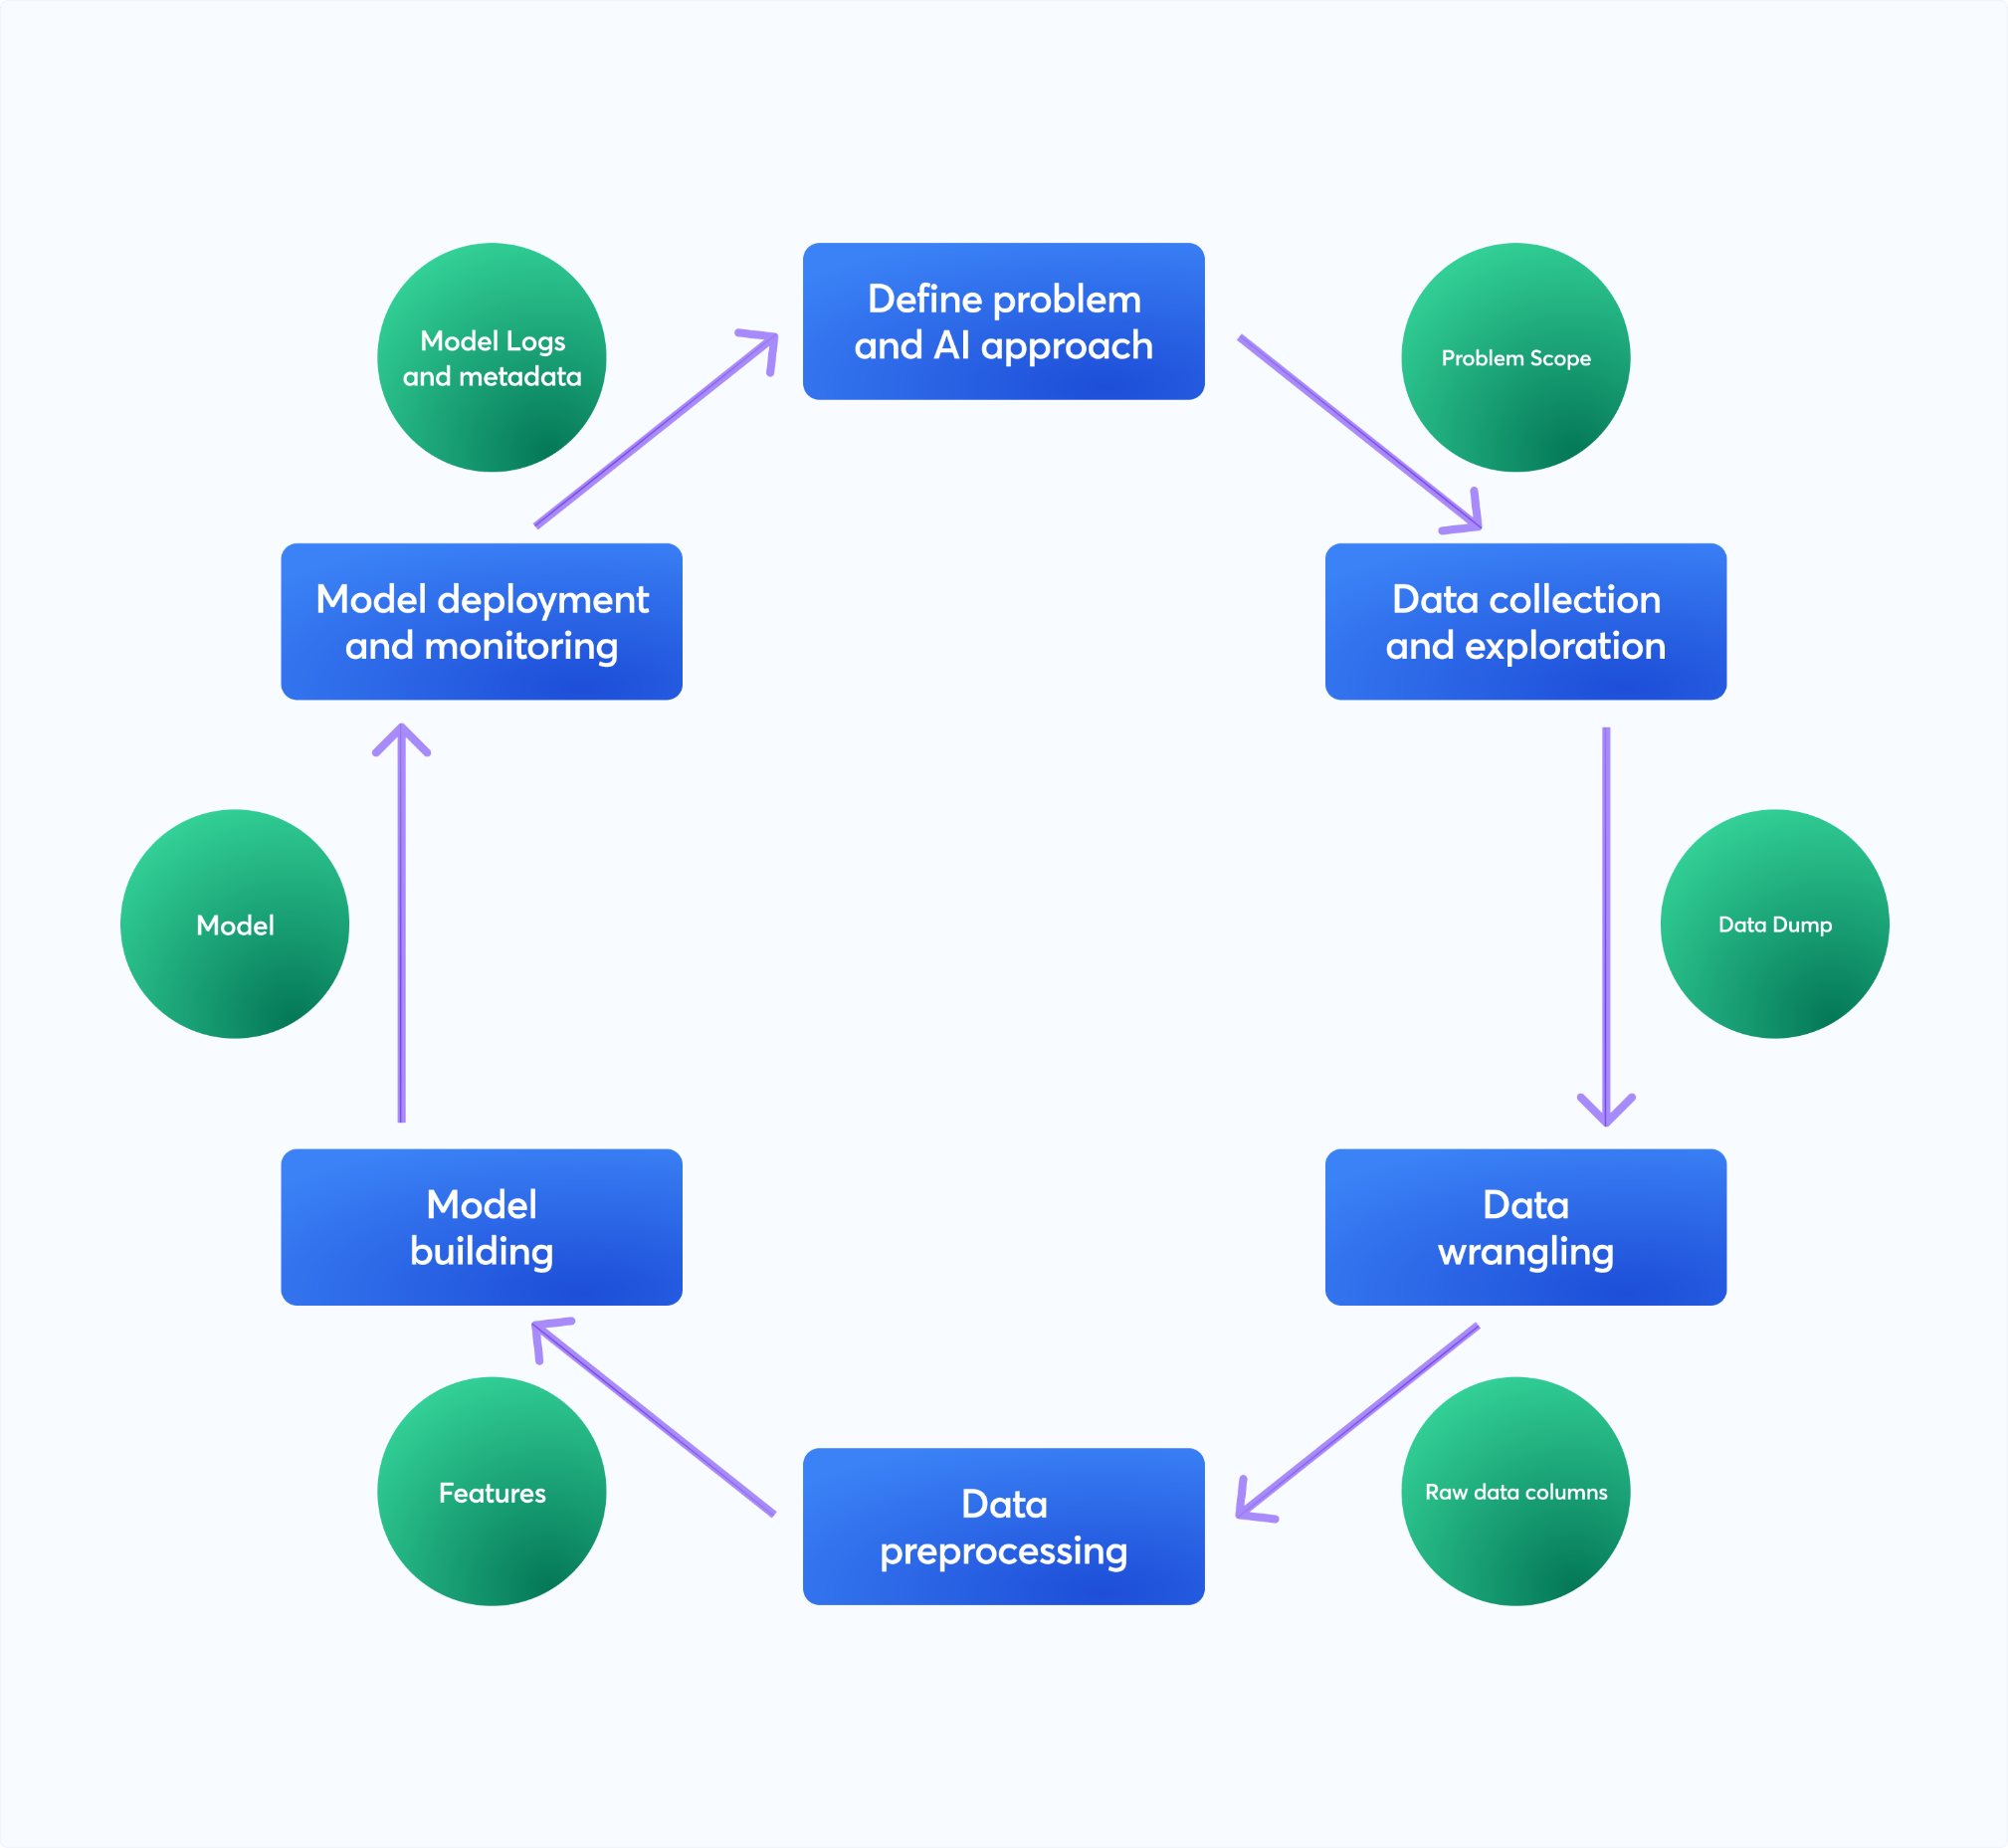 Define problem
and AI approach
Model Logs
and metadata
Problem Scope
Model deployment
and monitoring
Data collection
and exploration
Model
Data Dump
Model
building
Data
wrangling
Features
Raw data columns
Data
preprocessing